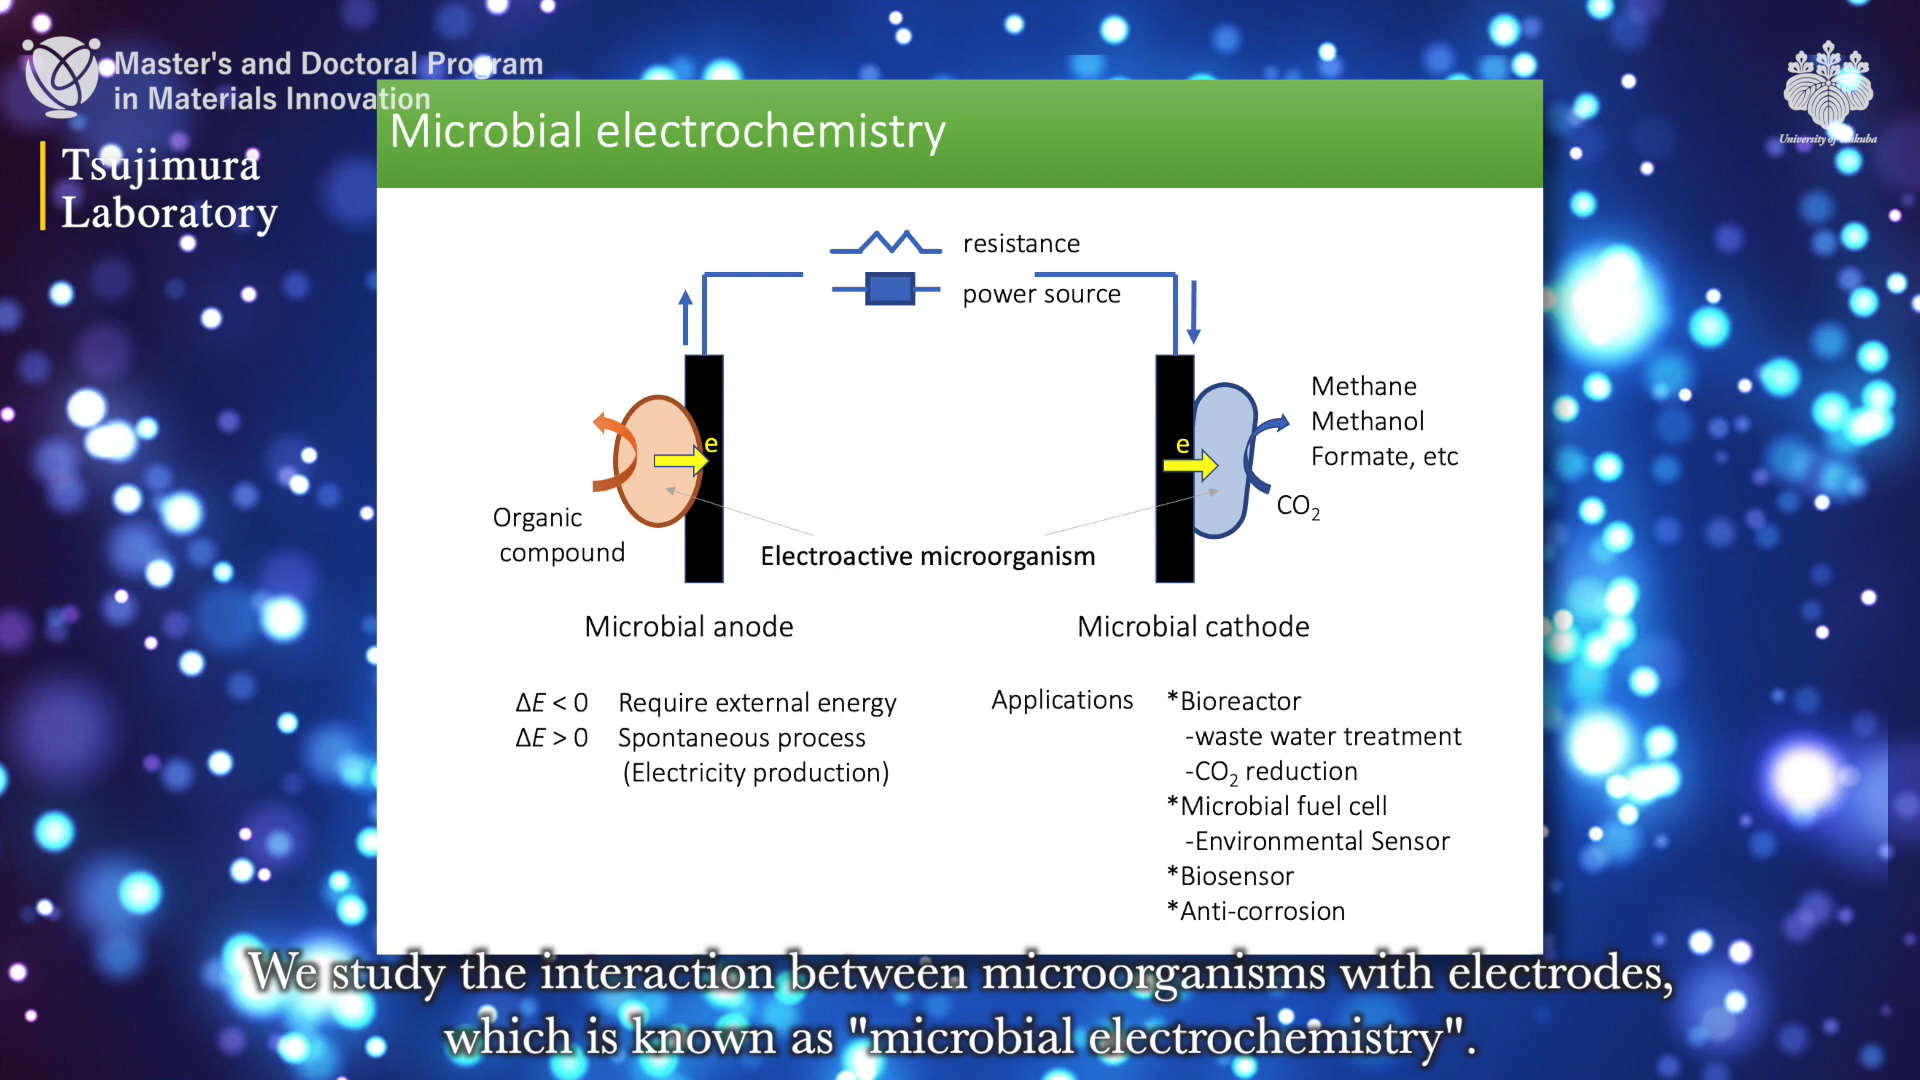 Master's and Doctoral Program
in Materials Innovation
Tsujimura
Laboratory
University of Tsukuba
Microbial electrochemistry
resistance
power source
e
e
Methane
Methanol
Formate, etc
CO₂
Organic
compound
Electroactive microorganism
Microbial anode
Microbial cathode
ΔE < 0 Require external energy
ΔE > 0 Spontaneous process
(Electricity production)
Applications *Bioreactor
-waste water treatment
-CO₂ reduction
*Microbial fuel cell
-Environmental Sensor
*Biosensor
*Anti-corrosion
We study the interaction between microorganisms with electrodes,
which is known as "microbial electrochemistry".